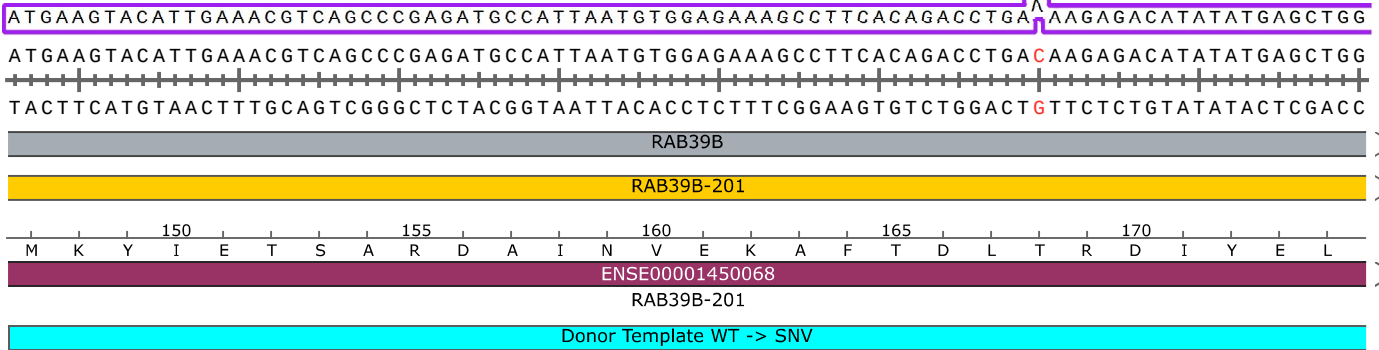 A
ATGAAGTACATTGAAACGTCAGCCCGAGATGCCATTAATGTGGAGAAAGCCTTCACAGACCTGA AAGAGACATATATGAGCTGG
ATGAAGTACATTGAAACGTCAGCCCGAGATGCCATTAATGTGGAGAAAGCCTTCACAGACCTGACAAGAGACATATATGAGCTGG
TACTTCATGTAACTTTGCAGTCGGGCTCTACGGTAATTACACCTCTTTCGGAAGTGTCTGGACTGTTCTCTGTATATACTCGACC
RAB39B
RAB39B-201
150 155 160 165 170
M K Y I E T S A R D A I N V E K A F T D L T R D I Y E L
ENSE00001450068
RAB39B-201
Donor Template WT -> SNV